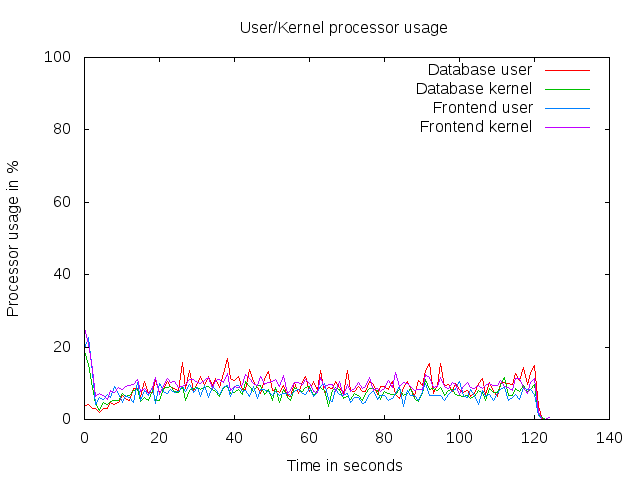 User/Kernel processor usage
Database user
Database kernel
Frontend user
Frontend kernel
100
80
60
40
20
0
Processor usage in %
0 20 40 60 80 100 120 140
Time in seconds